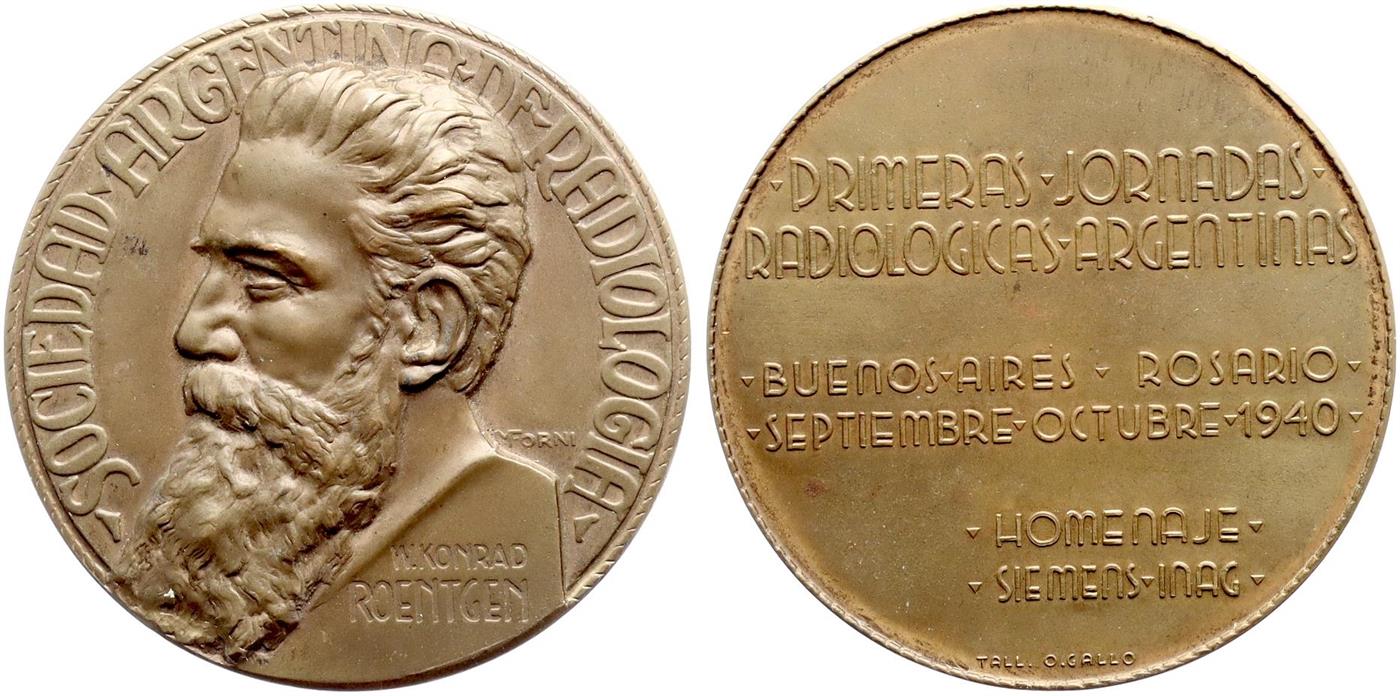 SOCIEDAD▾ARGENTINA▾DE▾RADIOLOGIA
FORNI
W. KONRAD
ROENTGEN
▾PRIMERAS▾JORNADAS▾
RADIOLOGICAS▾ARGENTINAS
▾BUENOS▾AIRES▾ROSARIO▾
▾SEPTIEMBRE▾OCTUBRE▾1940▾
▾HOMENAJE▾
▾SIEMENS▾INAG▾
TALL. O. GALLO